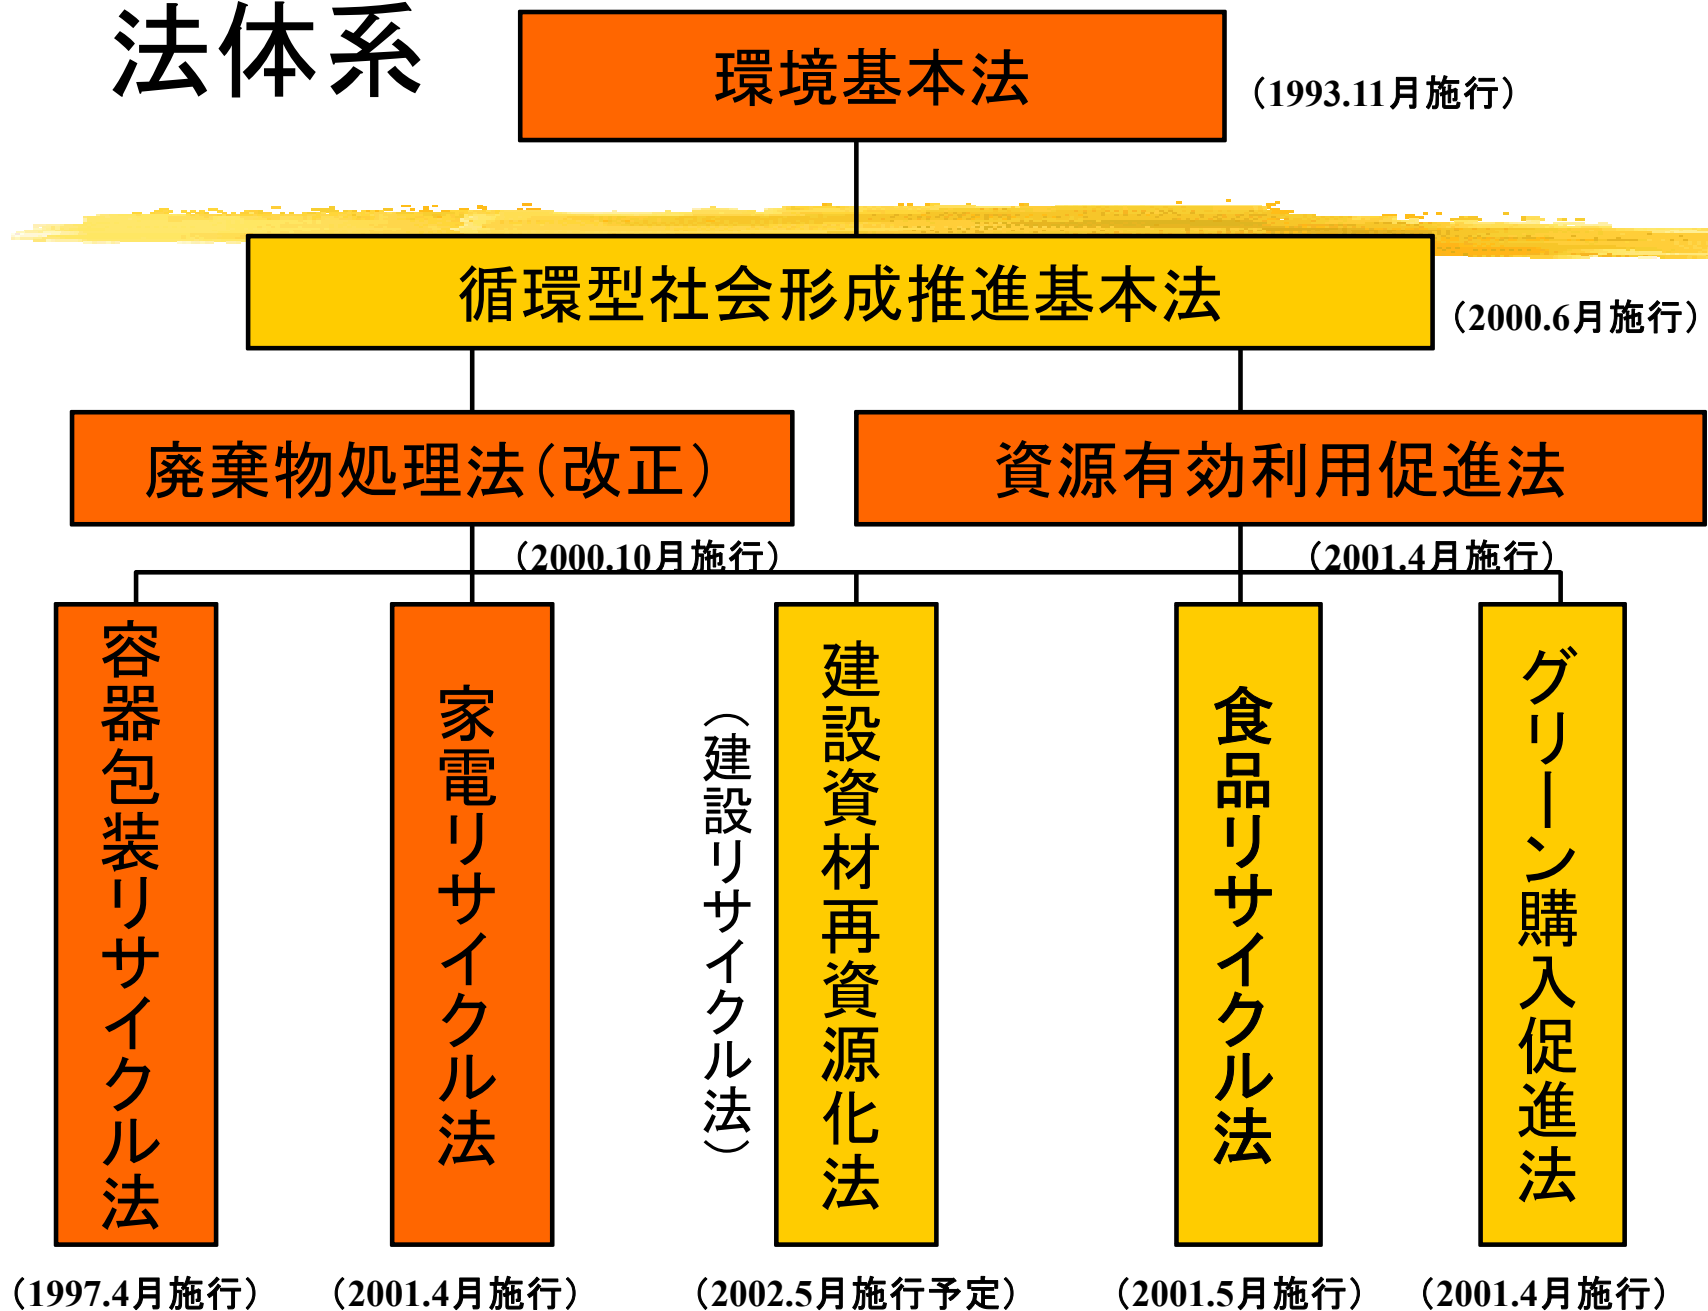 法体系
環境基本法
（1993.11月施行）
循環型社会形成推進基本法
（2000.6月施行）
廃棄物処理法（改正）
資源有効利用促進法
（2000.10月施行）
（2001.4月施行）
容器包装リサイクル法
家電リサイクル法
（建設リサイクル法）
建設資材再資源化法
食品リサイクル法
グリーン購入促進法
（1997.4月施行）
（2001.4月施行）
（2002.5月施行予定）
（2001.5月施行）
（2001.4月施行）